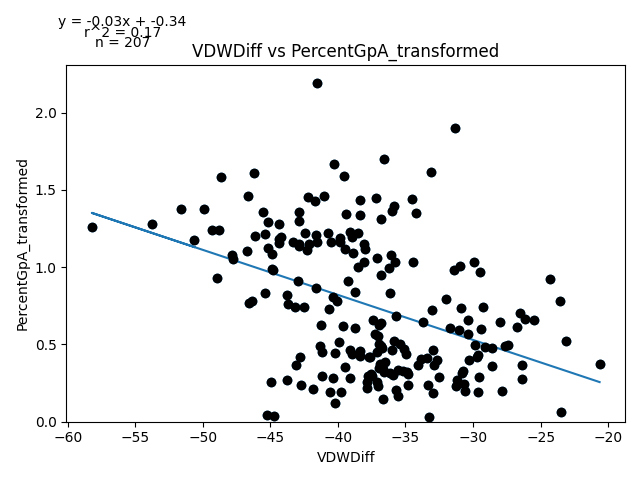 y = -0.03x + -0.34
r^2 = 0.17
n = 207
VDWDiff vs PercentGpA_transformed
PercentGpA_transformed
2.0
1.5
1.0
0.5
0.0
−60
−55
−50
−45
−40
−35
−30
−25
−20
VDWDiff